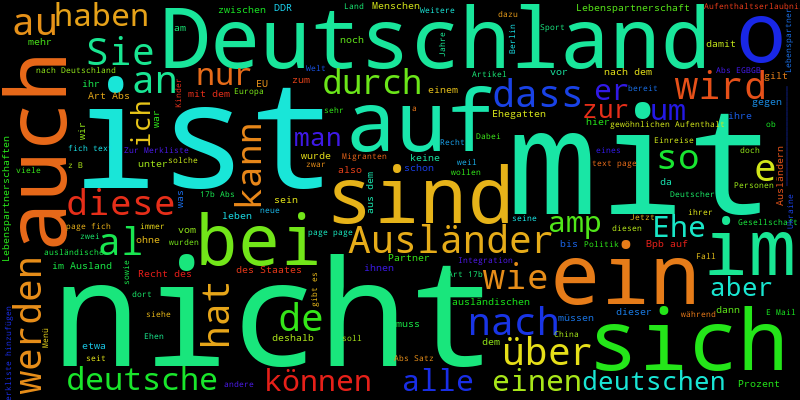 zwischen DDR
Land Menschen
Weitere
dazu
Lebenspartnerschaft
Aufenthaltserlaubni
au
haben
am
Deutschland
o
mehr
Sie
noch
Jahre
Berlin
Sport
damit
Lebenspartner
nach Deutschland
an
nur
EU
Welt
zum
durch
Artikel
vor
nach dem
Abs EGBGB
gilt
ihr
Art Abs
Kinder
mit dem
Europa
einem
dass
er
bereit
wird
auch
ist
ich
war
wir
sehr
auf
a
Ehegatten
zur
um
gegen
ihre
hier
gewöhnlichen Aufenthalt
ob
mit
fich tex
Zur Merkliste
man
Recht
Dabei
eines
Einreise
doch
Lebenspartnerschaften
viele
z B
unter
solche
kann
wurde
Migranten
keine
weil
text page
so
e
zwar
also
schon
wollen
da
Personen
Ausländern
diese
was
17b Abs
sein
aus dem
sind
Deutscher
page fich
immer
vom
leben
neue
seine
amp
Jetzt
ihrer
Gesellschaft
Ukraine
zwei
al
ohne
wurden
bei
page page
Ausländer
diesen
Ehe
im
ausländische
bis
Politik
Bpb auf
Fall
im Ausland
sowie
Recht des
des Staates
Partner
ihnen
Integration
werden
nicht
hat
gibt es
Art 17b
wie
ein
aber
dort
de
ausländischen
siehe
muss
nach
müssen
dieser
während
dann
E Mail
sich
Merkliste hinzufügen
Menü
etwa
Ehen
deshalb
soll
dem
China
seit
Abs Satz
über
deutsche
andere
können
alle
einen
deutschen
Prozent